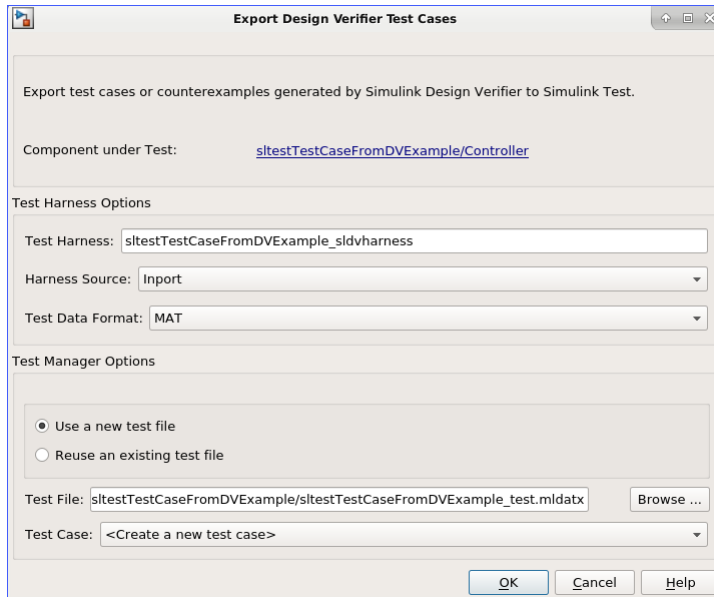 Export Design Verifier Test Cases
Export test cases or counterexamples generated by Simulink Design Verifier to Simulink Test.
Component under Test: sltestTestCaseFromDVExample/Controller
Test Harness Options
Test Harness: sltestTestCaseFromDVExample_sldvharness
Harness Source: Inport
Test Data Format: MAT
Test Manager Options
Use a new test file
Reuse an existing test file
Test File: sltestTestCaseFromDVExample/sltestTestCaseFromDVExample_test.mldatx Browse ...
Test Case: <Create a new test case>
OK Cancel Help